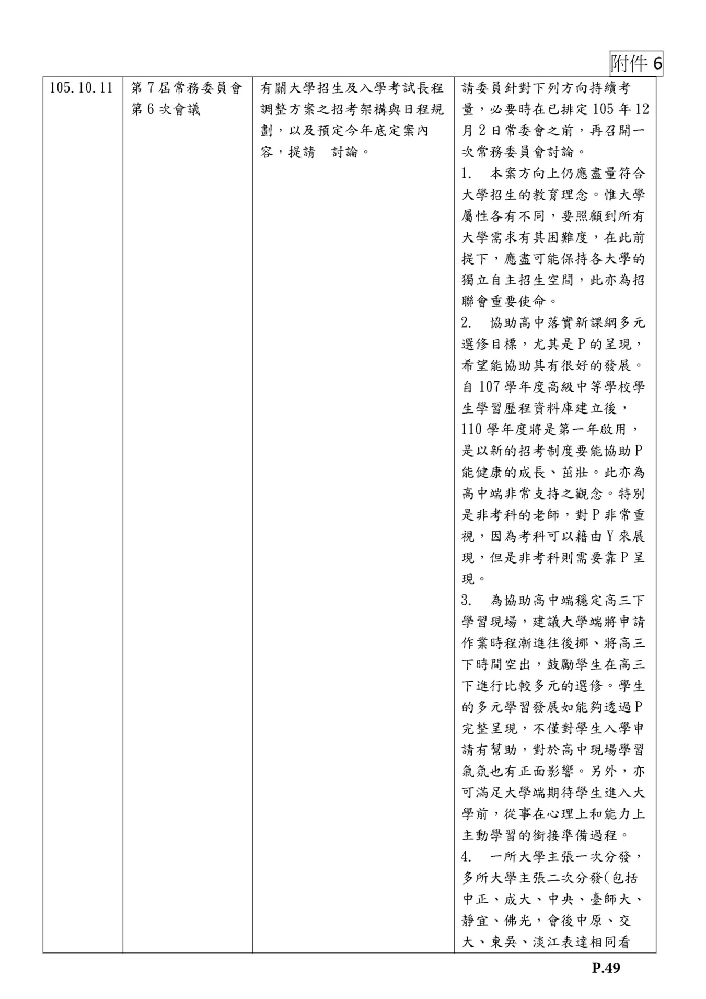 附件 6
105.10.11
第 7 屆常務委員會
第 6 次會議
有關大學招生及入學考試長程
調整方案之招考架構與日程規
劃，以及預定今年底定案內
容，提請　討論。
請委員針對下列方向持續考
量，必要時在已排定 105 年 12
月 2 日常委會之前，再召開一
次常務委員會討論。
1.　本案方向上仍應盡量符合
大學招生的教育理念。惟大學
屬性各有不同，要照顧到所有
大學需求有其困難度，在此前
提下，應盡可能保持各大學的
獨立自主招生空間，此亦為招
聯會重要使命。
2.　協助高中落實新課綱多元
選修目標，尤其是 P 的呈現，
希望能協助其有很好的發展。
自 107 學年度高級中等學校學
生學習歷程資料庫建立後，
110 學年度將是第一年啟用，
是以新的招考制度要能協助 P
能健康的成長、茁壯。此亦為
高中端非常支持之觀念。特別
是非考科的老師，對 P 非常重
視，因為考科可以藉由 Y 來展
現，但是非考科則需要靠 P 呈
現。
3.　為協助高中端穩定高三下
學習現場，建議大學端將申請
作業時程漸進往後挪、將高三
下時間空出，鼓勵學生在高三
下進行比較多元的選修。學生
的多元學習發展如能夠透過 P
完整呈現，不僅對學生入學申
請有幫助，對於高中現場學習
氣氛也有正面影響。另外，亦
可滿足大學端期待學生進入大
學前，從事在心理上和能力上
主動學習的銜接準備過程。
4.　一所大學主張一次分發，
多所大學主張二次分發(包括
中正、成大、中央、臺師大、
靜宜、佛光，會後中原、交
大、東吳、淡江表達相同看
P.49